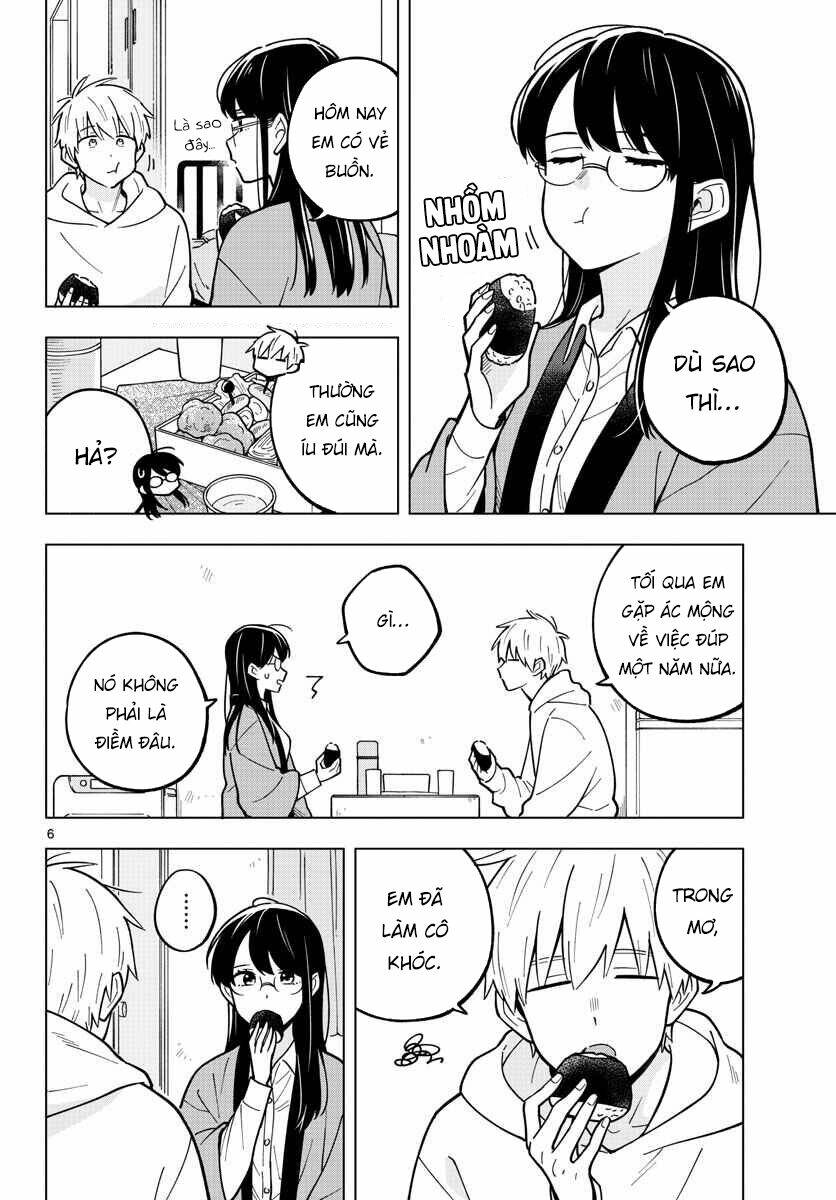 NHỒM
NHOÀM
DÙ SAO
THÌ...
HÔM NAY
EM CÓ VẺ
BUỒN.
Là sao
đây...
THƯỜNG
EM CŨNG
ÍU ĐÚI MÀ.
HẢ?
TỐI QUA EM
GẶP ÁC MỘNG
VỀ VIỆC ĐÚP
MỘT NĂM NỮA.
GÌ...
NÓ KHÔNG
PHẢI LÀ
ĐIỀM ĐÂU.
6
TRONG
MƠ,
EM ĐÃ
LÀM CÔ
KHÓC.
......